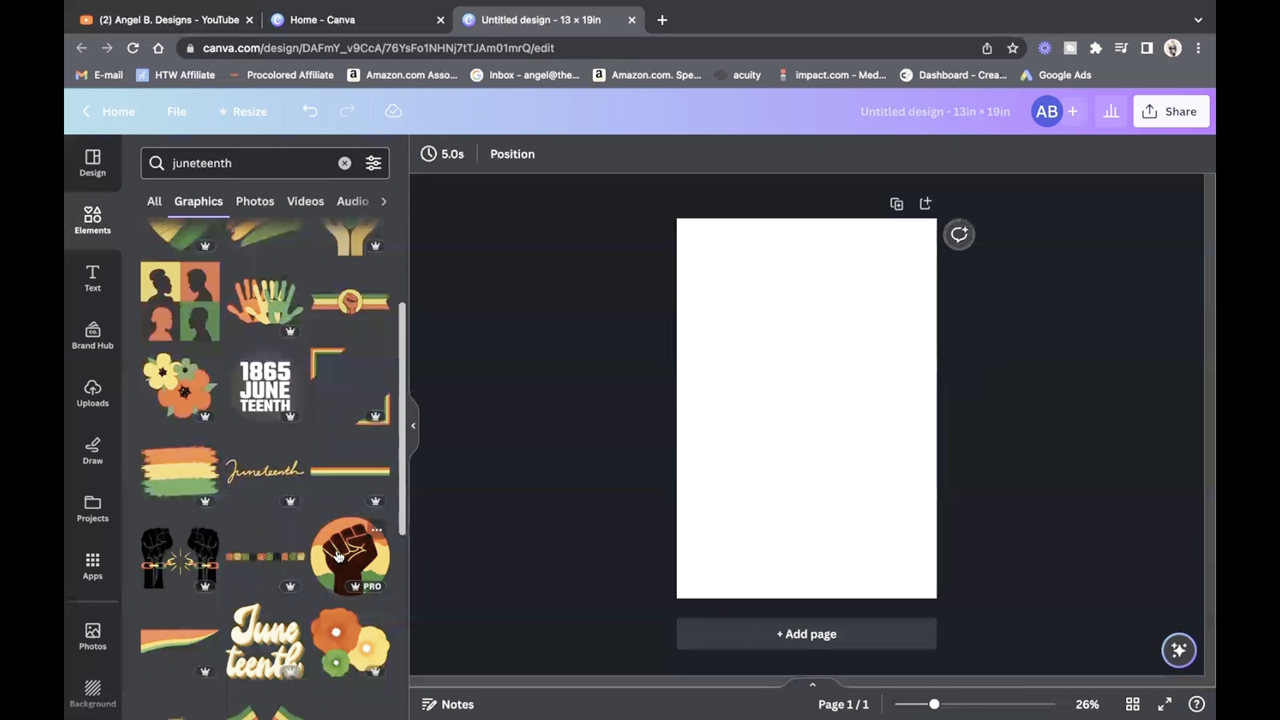 (2) Angel B. Designs - YouTube
Home - Canva
Untitled design - 13 × 19in
canva.com/design/DAFmY_v9CcA/76YsFo1NHNj7tTJAm01mrQ/edit
E-mail
HTW Affiliate
Procolored Affiliate
Amazon.com Asso...
Inbox - angel@the...
Amazon.com. Spe...
acuity
impact.com - Med...
Dashboard - Crea...
Google Ads
Home
File
Resize
Untitled design - 13in × 19in
AB
Share
Design
juneteenth
5.0s
Position
All
Graphics
Photos
Videos
Audio
Elements
Text
Brand Hub
1865
JUNE
TEENTH
Uploads
Draw
Juneteenth
Projects
PRO
Apps
June
teenth
+ Add page
Photos
Background
Notes
Page 1 / 1
26%